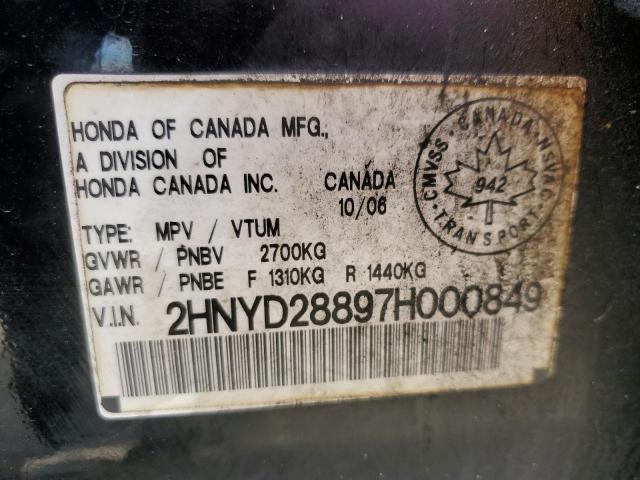 HONDA OF CANADA MFG.,
A DIVISION OF
HONDA CANADA INC. CANADA
10/06
TYPE: MPV / VTUM
GVWR / PNBV 2700KG
GAWR / PNBE F 1310KG R 1440KG
V.I.N. 2HNYD28897H000849
CMVSS · CANADA · NSVAC
942
TRANSPORT